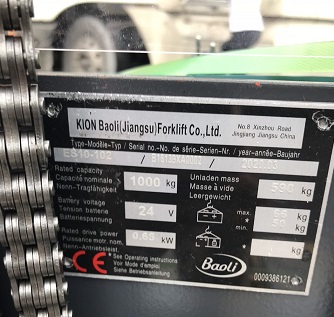 KION Baoli(Jiangsu)Forklift Co.,Ltd.
No.8 Xinzhou Road
Jingjiang Jiangsu China
Type-Modèle-Typ / Serial no.-No. de série-Serien-Nr. / year-année-Baujahr
ES10-10Z
Rated capacity
Capacité nominale
Nenn-Tragfähigkeit
1000 kg
Unladen mass
Masse à vide
Leergewicht
590 kg
Battery voltage
Tension batterie
Batteriespannung
24 V
max.
kg
min.
kg
Rated drive power
Puissance motr. nom.
Nenn-Antriebsleist.
0.65 kW
kg
CE
See Operating instructions
Voir Mode d'emploi
Siehe Betriebsanleitung
Baoli
0009386121